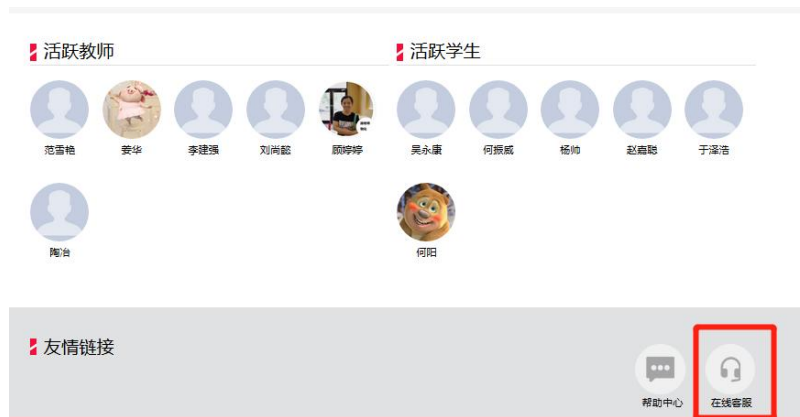 活跃教师
活跃学生
范雪艳 姜华 李建强 刘尚懿 顾婷婷
吴永康 何振威 杨帅 赵嘉聪 于泽浩
陶冶
何阳
友情链接
帮助中心 在线客服